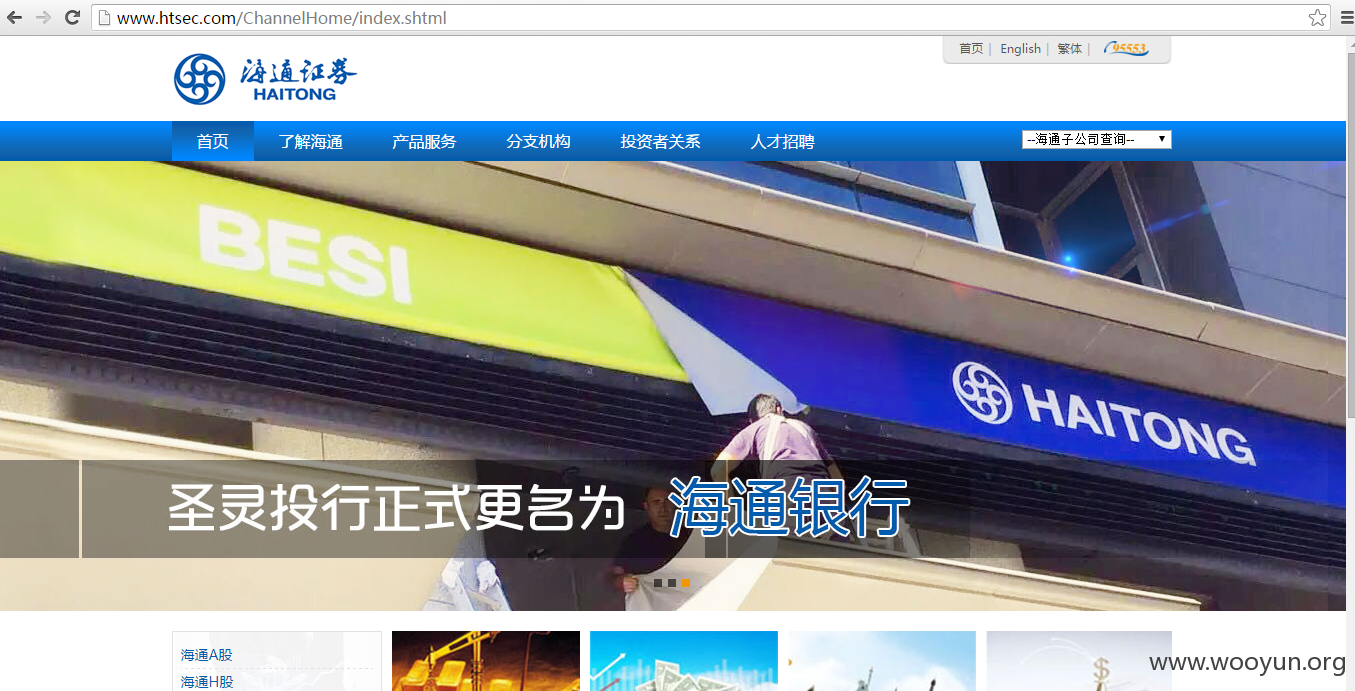 www.htsec.com/ChannelHome/index.shtml
首页 | English | 繁体 | 95553
海通证券
HAITONG
首页 了解海通 产品服务 分支机构 投资者关系 人才招聘 --海通子公司查询--
BESI
HAITONG
圣灵投行正式更名为 海通银行
海通A股
海通H股
www.wooyun.org